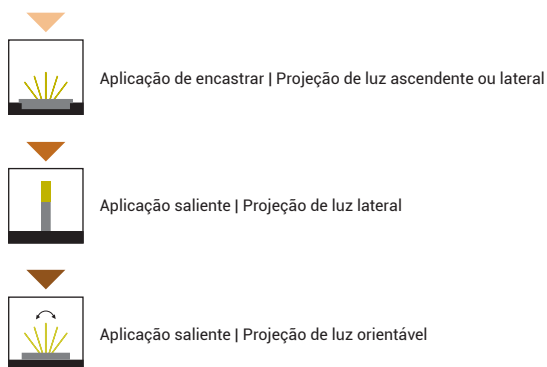 Aplicação de encastrar | Projeção de luz ascendente ou lateral
Aplicação saliente | Projeção de luz lateral
Aplicação saliente | Projeção de luz orientável